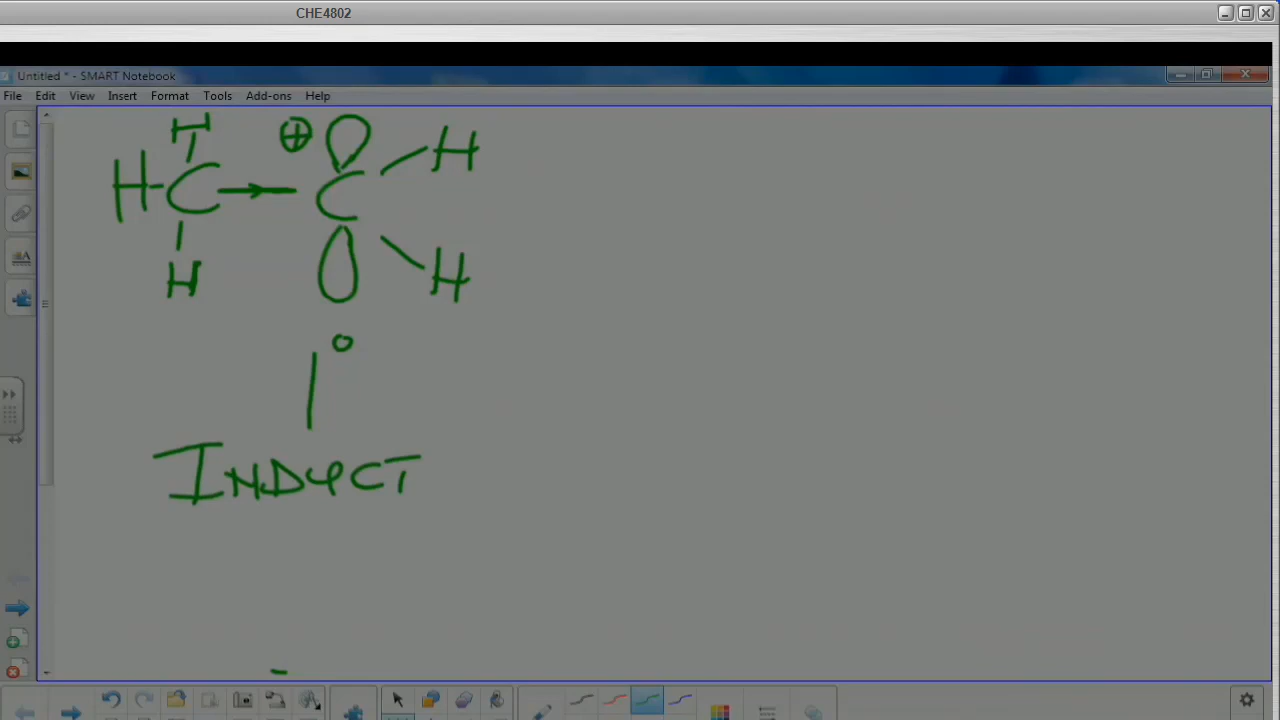 CHE4802
Untitled * - SMART Notebook
File Edit View Insert Format Tools Add-ons Help
H
H C ⊕ C H
H H
1°
INDUCT